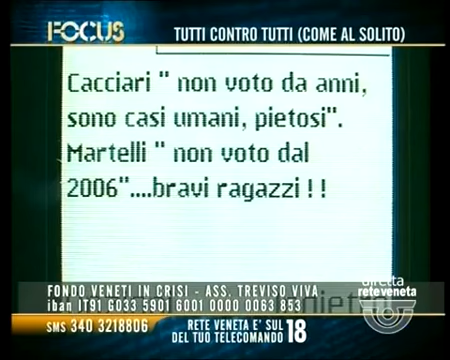 FOCUS
TUTTI CONTRO TUTTI (COME AL SOLITO)
Cacciari " non voto da anni,
sono casi umani, pietosi".
Martelli " non voto dal
2006"....bravi ragazzi !!
FONDO VENETI IN CRISI - ASS. TREVISO VIVA
iban IT91 G033 5901 6001 0000 0063 853
diretta
reteveneta
SMS 340 3218806
RETE VENETA E' SUL
DEL TUO TELECOMANDO 18